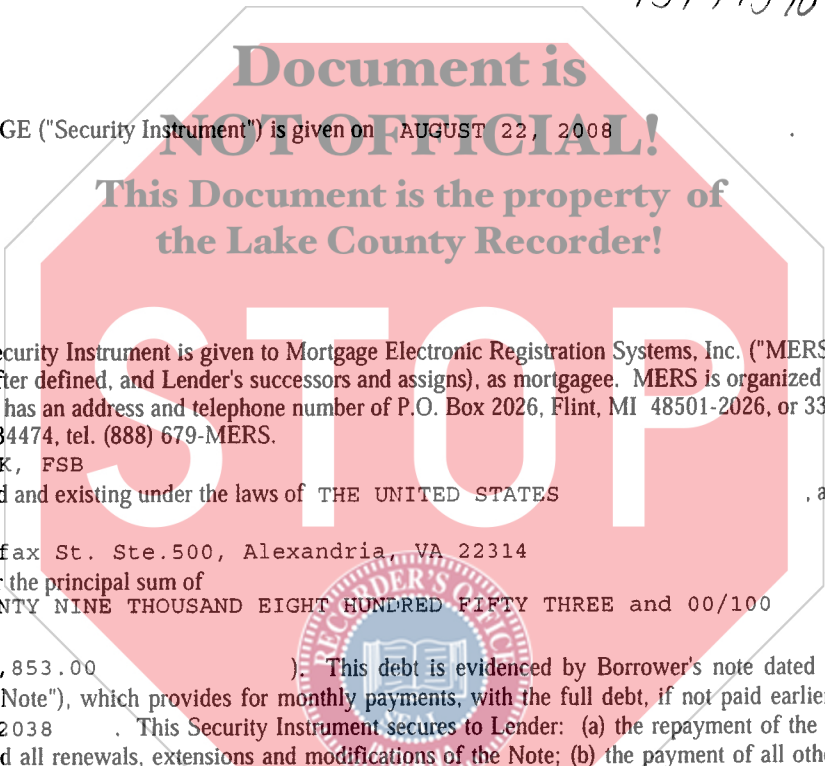 Document is
GE ("Security Instrument") is given on AUGUST 22, 2008 .
NOT OFFICIAL!
This Document is the property of
the Lake County Recorder!
STOP
ecurity Instrument is given to Mortgage Electronic Registration Systems, Inc. ("MERS
fter defined, and Lender's successors and assigns), as mortgagee. MERS is organized
has an address and telephone number of P.O. Box 2026, Flint, MI 48501-2026, or 33
34474, tel. (888) 679-MERS.
K, FSB
d and existing under the laws of THE UNITED STATES , a
fax St. Ste.500, Alexandria, VA 22314
r the principal sum of
NTY NINE THOUSAND EIGHT HUNDRED FIFTY THREE and 00/100
RECORDER'S OFFICE
,853.00 ). This debt is evidenced by Borrower's note dated
Note"), which provides for monthly payments, with the full debt, if not paid earlie
2038 . This Security Instrument secures to Lender: (a) the repayment of the
SEAL
d all renewals, extensions and modifications of the Note; (b) the payment of all othe